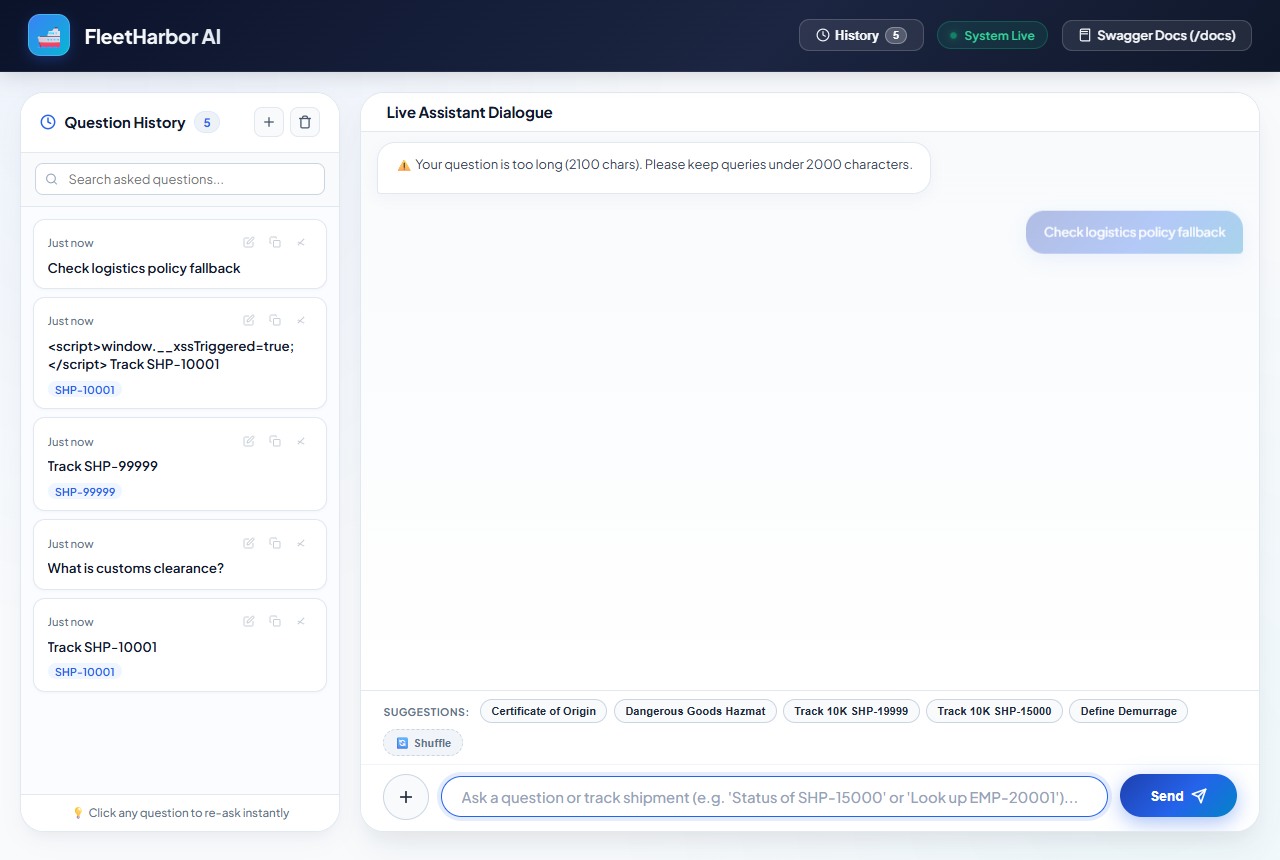 FleetHarbor AI
History 5
System Live
Swagger Docs (/docs)
Question History 5
Search asked questions...
Just now
Check logistics policy fallback
Just now
<script>window.__xssTriggered=true;
</script> Track SHP-10001
SHP-10001
Just now
Track SHP-99999
SHP-99999
Just now
What is customs clearance?
Just now
Track SHP-10001
SHP-10001
💡 Click any question to re-ask instantly
Live Assistant Dialogue
⚠️ Your question is too long (2100 chars). Please keep queries under 2000 characters.
Check logistics policy fallback
SUGGESTIONS:
Certificate of Origin
Dangerous Goods Hazmat
Track 10K SHP-19999
Track 10K SHP-15000
Define Demurrage
Shuffle
Ask a question or track shipment (e.g. 'Status of SHP-15000' or 'Look up EMP-20001')...
Send